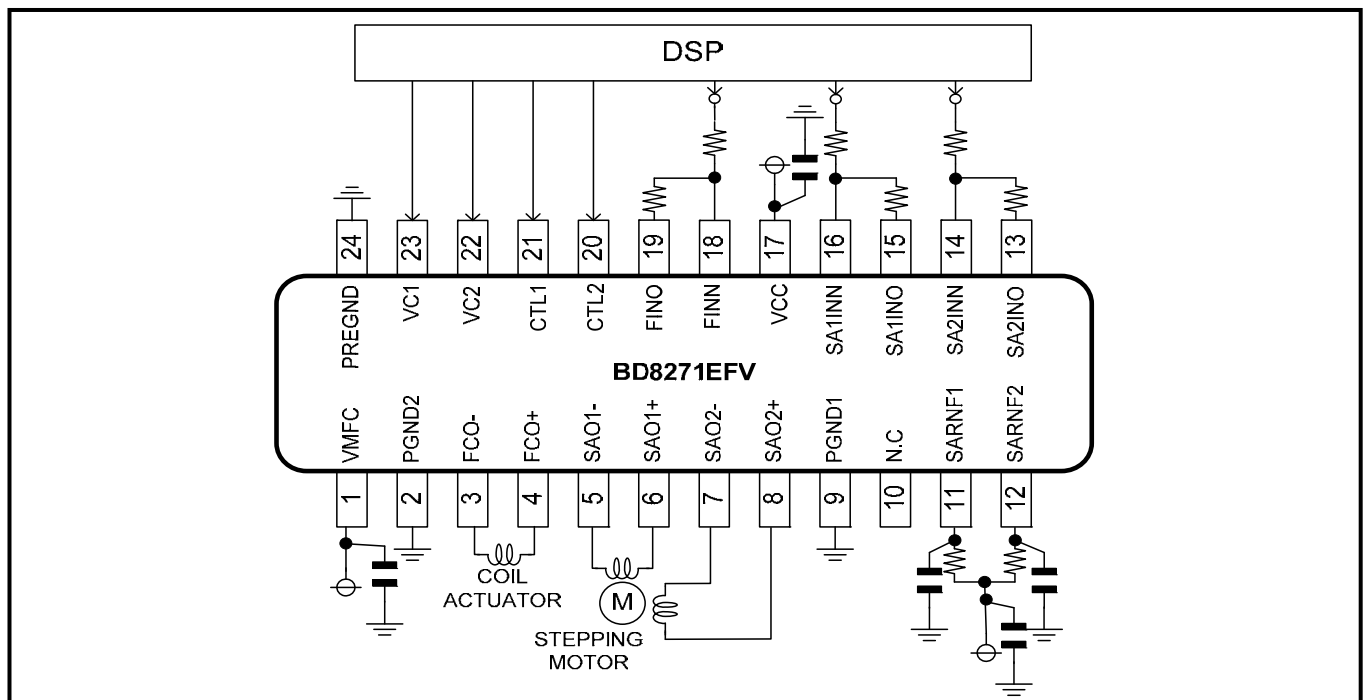 DSP
24 23 22 21 20 19 18 17 16 15 14 13
PREGND VC1 VC2 CTL1 CTL2 FINO FINN VCC SA1INN SA1INO SA2INN SA2INO
BD8271EFV
VMFC PGND2 FCO- FCO+ SAO1- SAO1+ SAO2- SAO2+ PGND1 N.C SARNF1 SARNF2
1 2 3 4 5 6 7 8 9 10 11 12
COIL
ACTUATOR
M
STEPPING
MOTOR